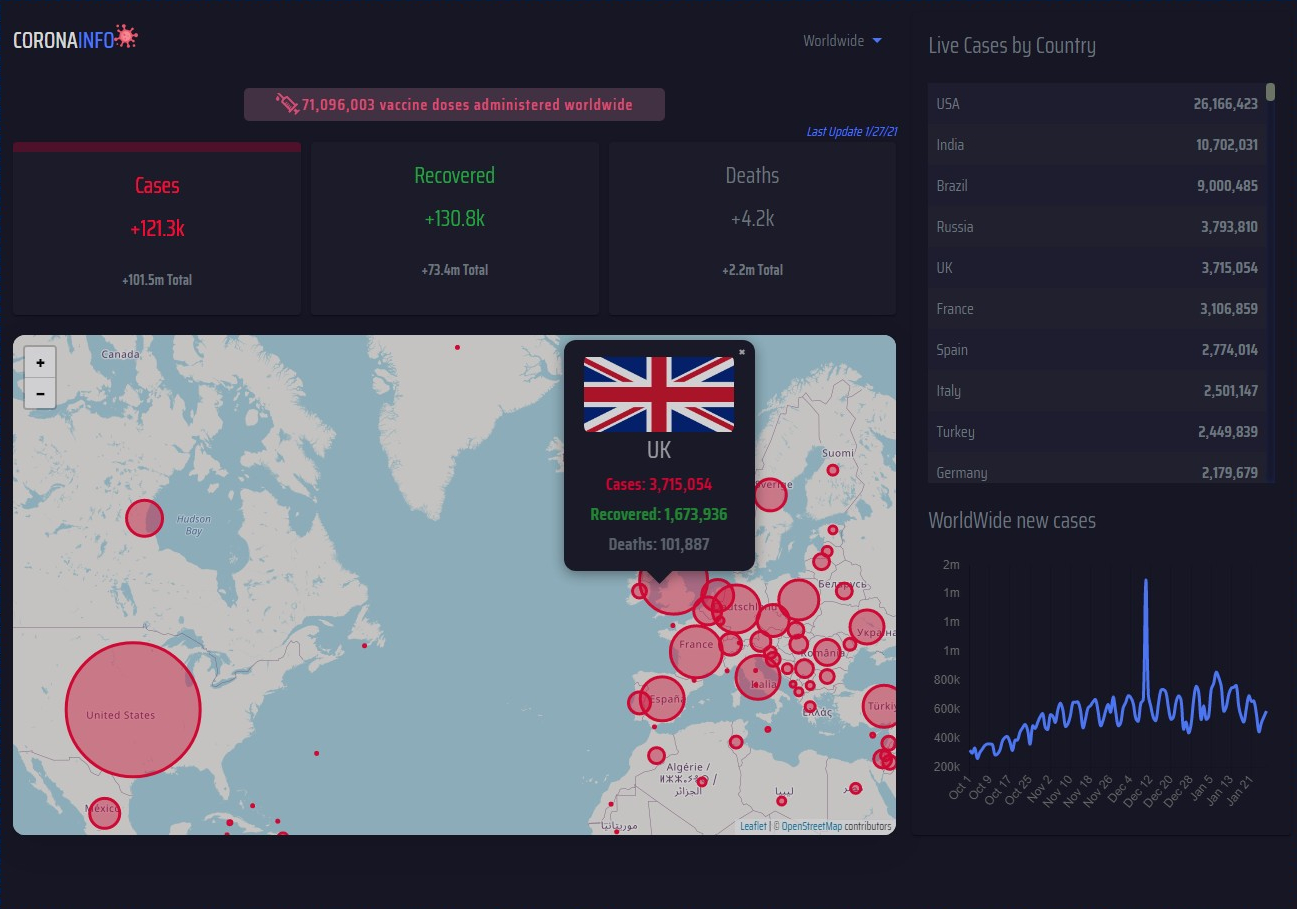 CORONAINFO
Worldwide
71,096,003 vaccine doses administered worldwide
Last Update 1/27/21
Cases
+121.3k
+101.5m Total
Recovered
+130.8k
+73.4m Total
Deaths
+4.2k
+2.2m Total
+
−
Canada
Hudson
Bay
United States
México
×
UK
Cases: 3,715,054
Recovered: 1,673,936
Deaths: 101,887
Suomi
Sverige
Беларусь
France
România
Italia
España
Ελλάς
Algérie /
الجزائر
ليبيا
موريتانيا
Leaflet | © OpenStreetMap contributors
Live Cases by Country
USA 26,166,423
India 10,702,031
Brazil 9,000,485
Russia 3,793,810
UK 3,715,054
France 3,106,859
Spain 2,774,014
Italy 2,501,147
Turkey 2,449,839
Germany 2,179,679
WorldWide new cases
2m
1m
1m
1m
800k
600k
400k
200k
Oct 1 Oct 9 Oct 17 Oct 25 Nov 2 Nov 10 Nov 18 Nov 26 Dec 4 Dec 12 Dec 20 Dec 28 Jan 5 Jan 13 Jan 21